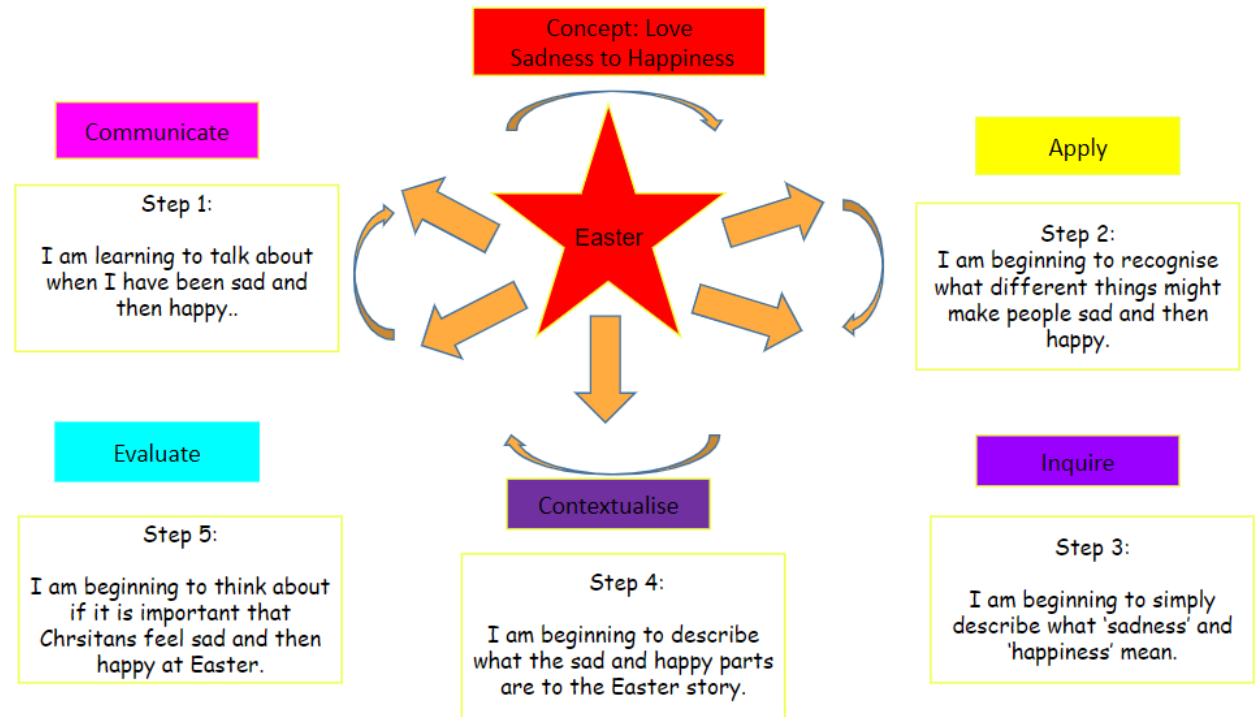 Concept: Love
Sadness to Happiness
Communicate
Apply
Step 1:
I am learning to talk about
when I have been sad and
then happy..
Easter
Step 2:
I am beginning to recognise
what different things might
make people sad and then
happy.
Evaluate
Inquire
Contextualise
Step 5:
I am beginning to think about
if it is important that
Chrsitans feel sad and then
happy at Easter.
Step 4:
I am beginning to describe
what the sad and happy parts
are to the Easter story.
Step 3:
I am beginning to simply
describe what ‘sadness’ and
‘happiness’ mean.